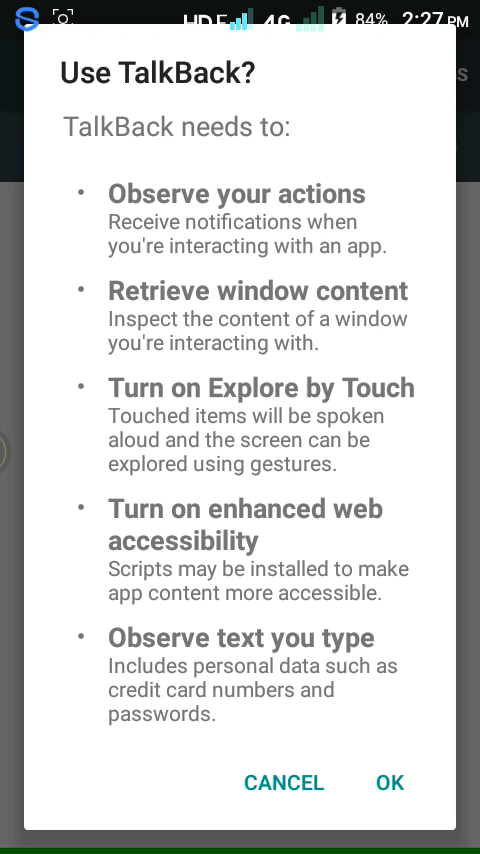 84% 2:27 PM
Use TalkBack?
TalkBack needs to:
• Observe your actions
Receive notifications when
you're interacting with an app.
• Retrieve window content
Inspect the content of a window
you're interacting with.
• Turn on Explore by Touch
Touched items will be spoken
aloud and the screen can be
explored using gestures.
• Turn on enhanced web
accessibility
Scripts may be installed to make
app content more accessible.
• Observe text you type
Includes personal data such as
credit card numbers and
passwords.
CANCEL OK